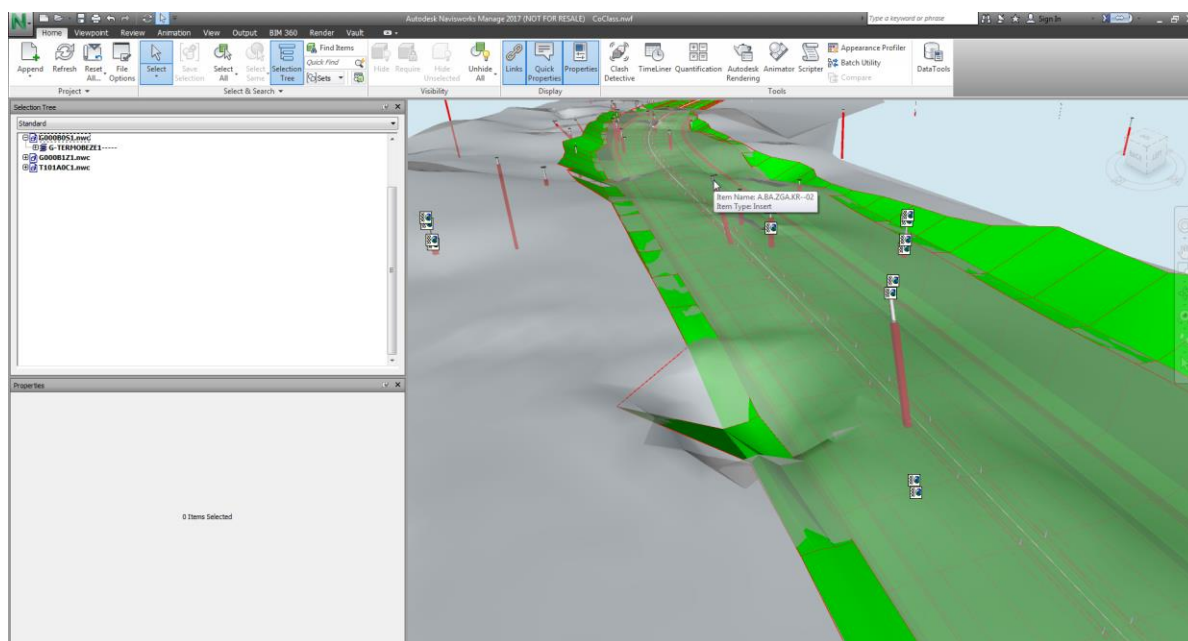 Autodesk Navisworks Manage 2017 (NOT FOR RESALE) CoClass.nwf
Type a keyword or phrase
Sign In
Home Viewpoint Review Animation View Output BIM 360 Render Vault
Append
Refresh
Reset All...
File Options
Project
Select
Save Selection
Select All
Select Same
Selection Tree
Find Items
Quick Find
Sets
Select & Search
Hide
Require
Hide Unselected
Unhide All
Visibility
Links
Quick Properties
Properties
Display
Clash Detective
TimeLiner
Quantification
Autodesk Rendering
Animator
Scripter
Appearance Profiler
Batch Utility
Compare
DataTools
Tools
Selection Tree
Standard
G000B0S1.nwc
G-TERMOBEZE1-----
G000B1Z1.nwc
T101A0C1.nwc
Properties
0 Items Selected
Item Name: A.BA.ZGA.KR--02
Item Type: Insert